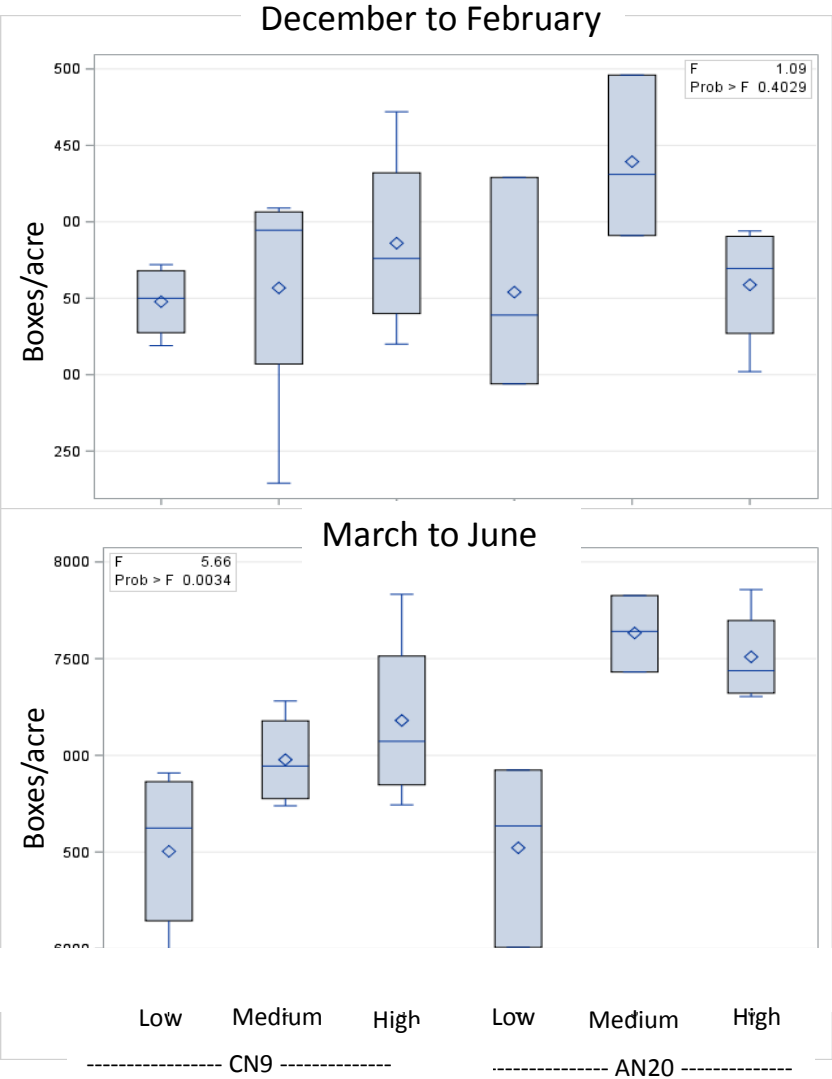 December to February
F 1.09
Prob > F 0.4029
500
450
00
50
00
250
Boxes/acre
March to June
F 5.66
Prob > F 0.0034
8000
7500
000
500
6000
Boxes/acre
Low Medium High Low Medium High
----------------- CN9 -------------- -------------- AN20 --------------